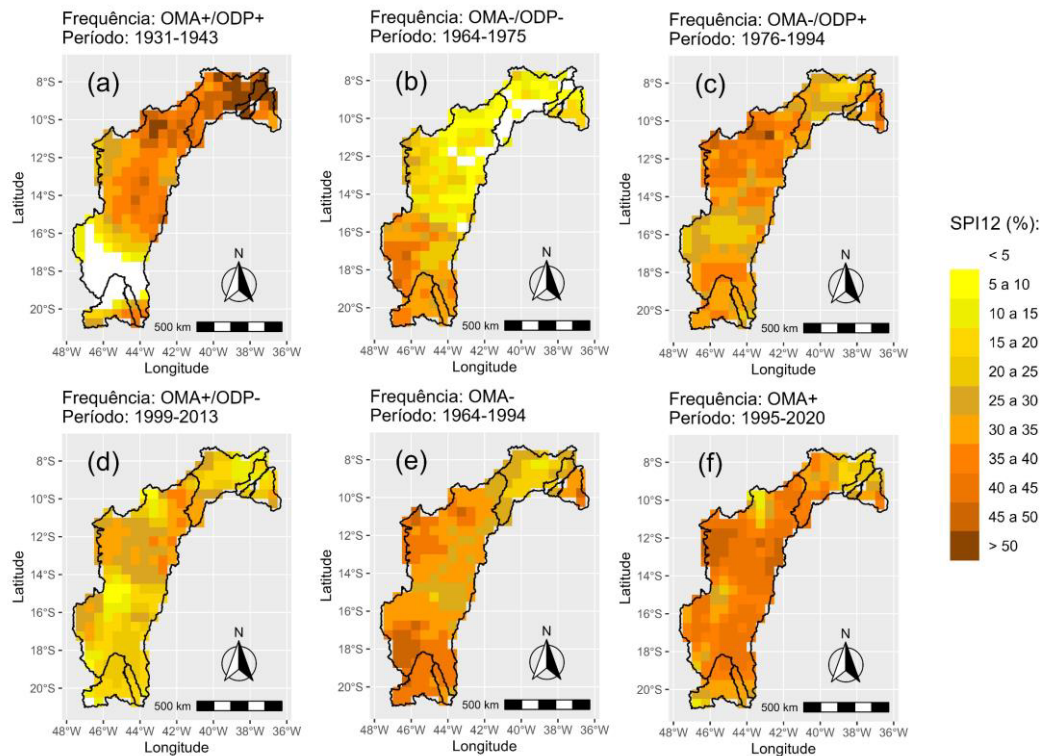 Frequência: OMA+/ODP+
Período: 1931-1943
(a)
8°S
10°S
12°S
14°S
16°S
18°S
20°S
Latitude
N
500 km
48°W 46°W 44°W 42°W 40°W 38°W 36°W
Longitude
Frequência: OMA-/ODP-
Período: 1964-1975
(b)
8°S
10°S
12°S
14°S
16°S
18°S
20°S
Latitude
N
500 km
48°W 46°W 44°W 42°W 40°W 38°W 36°W
Longitude
Frequência: OMA-/ODP+
Período: 1976-1994
(c)
8°S
10°S
12°S
14°S
16°S
18°S
20°S
Latitude
N
500 km
48°W 46°W 44°W 42°W 40°W 38°W 36°W
Longitude
Frequência: OMA+/ODP-
Período: 1999-2013
(d)
8°S
10°S
12°S
14°S
16°S
18°S
20°S
Latitude
N
500 km
48°W 46°W 44°W 42°W 40°W 38°W 36°W
Longitude
Frequência: OMA-
Período: 1964-1994
(e)
8°S
10°S
12°S
14°S
16°S
18°S
20°S
Latitude
N
500 km
48°W 46°W 44°W 42°W 40°W 38°W 36°W
Longitude
Frequência: OMA+
Período: 1995-2020
(f)
8°S
10°S
12°S
14°S
16°S
18°S
20°S
Latitude
N
500 km
48°W 46°W 44°W 42°W 40°W 38°W 36°W
Longitude
SPI12 (%):
< 5
5 a 10
10 a 15
15 a 20
20 a 25
25 a 30
30 a 35
35 a 40
40 a 45
45 a 50
> 50